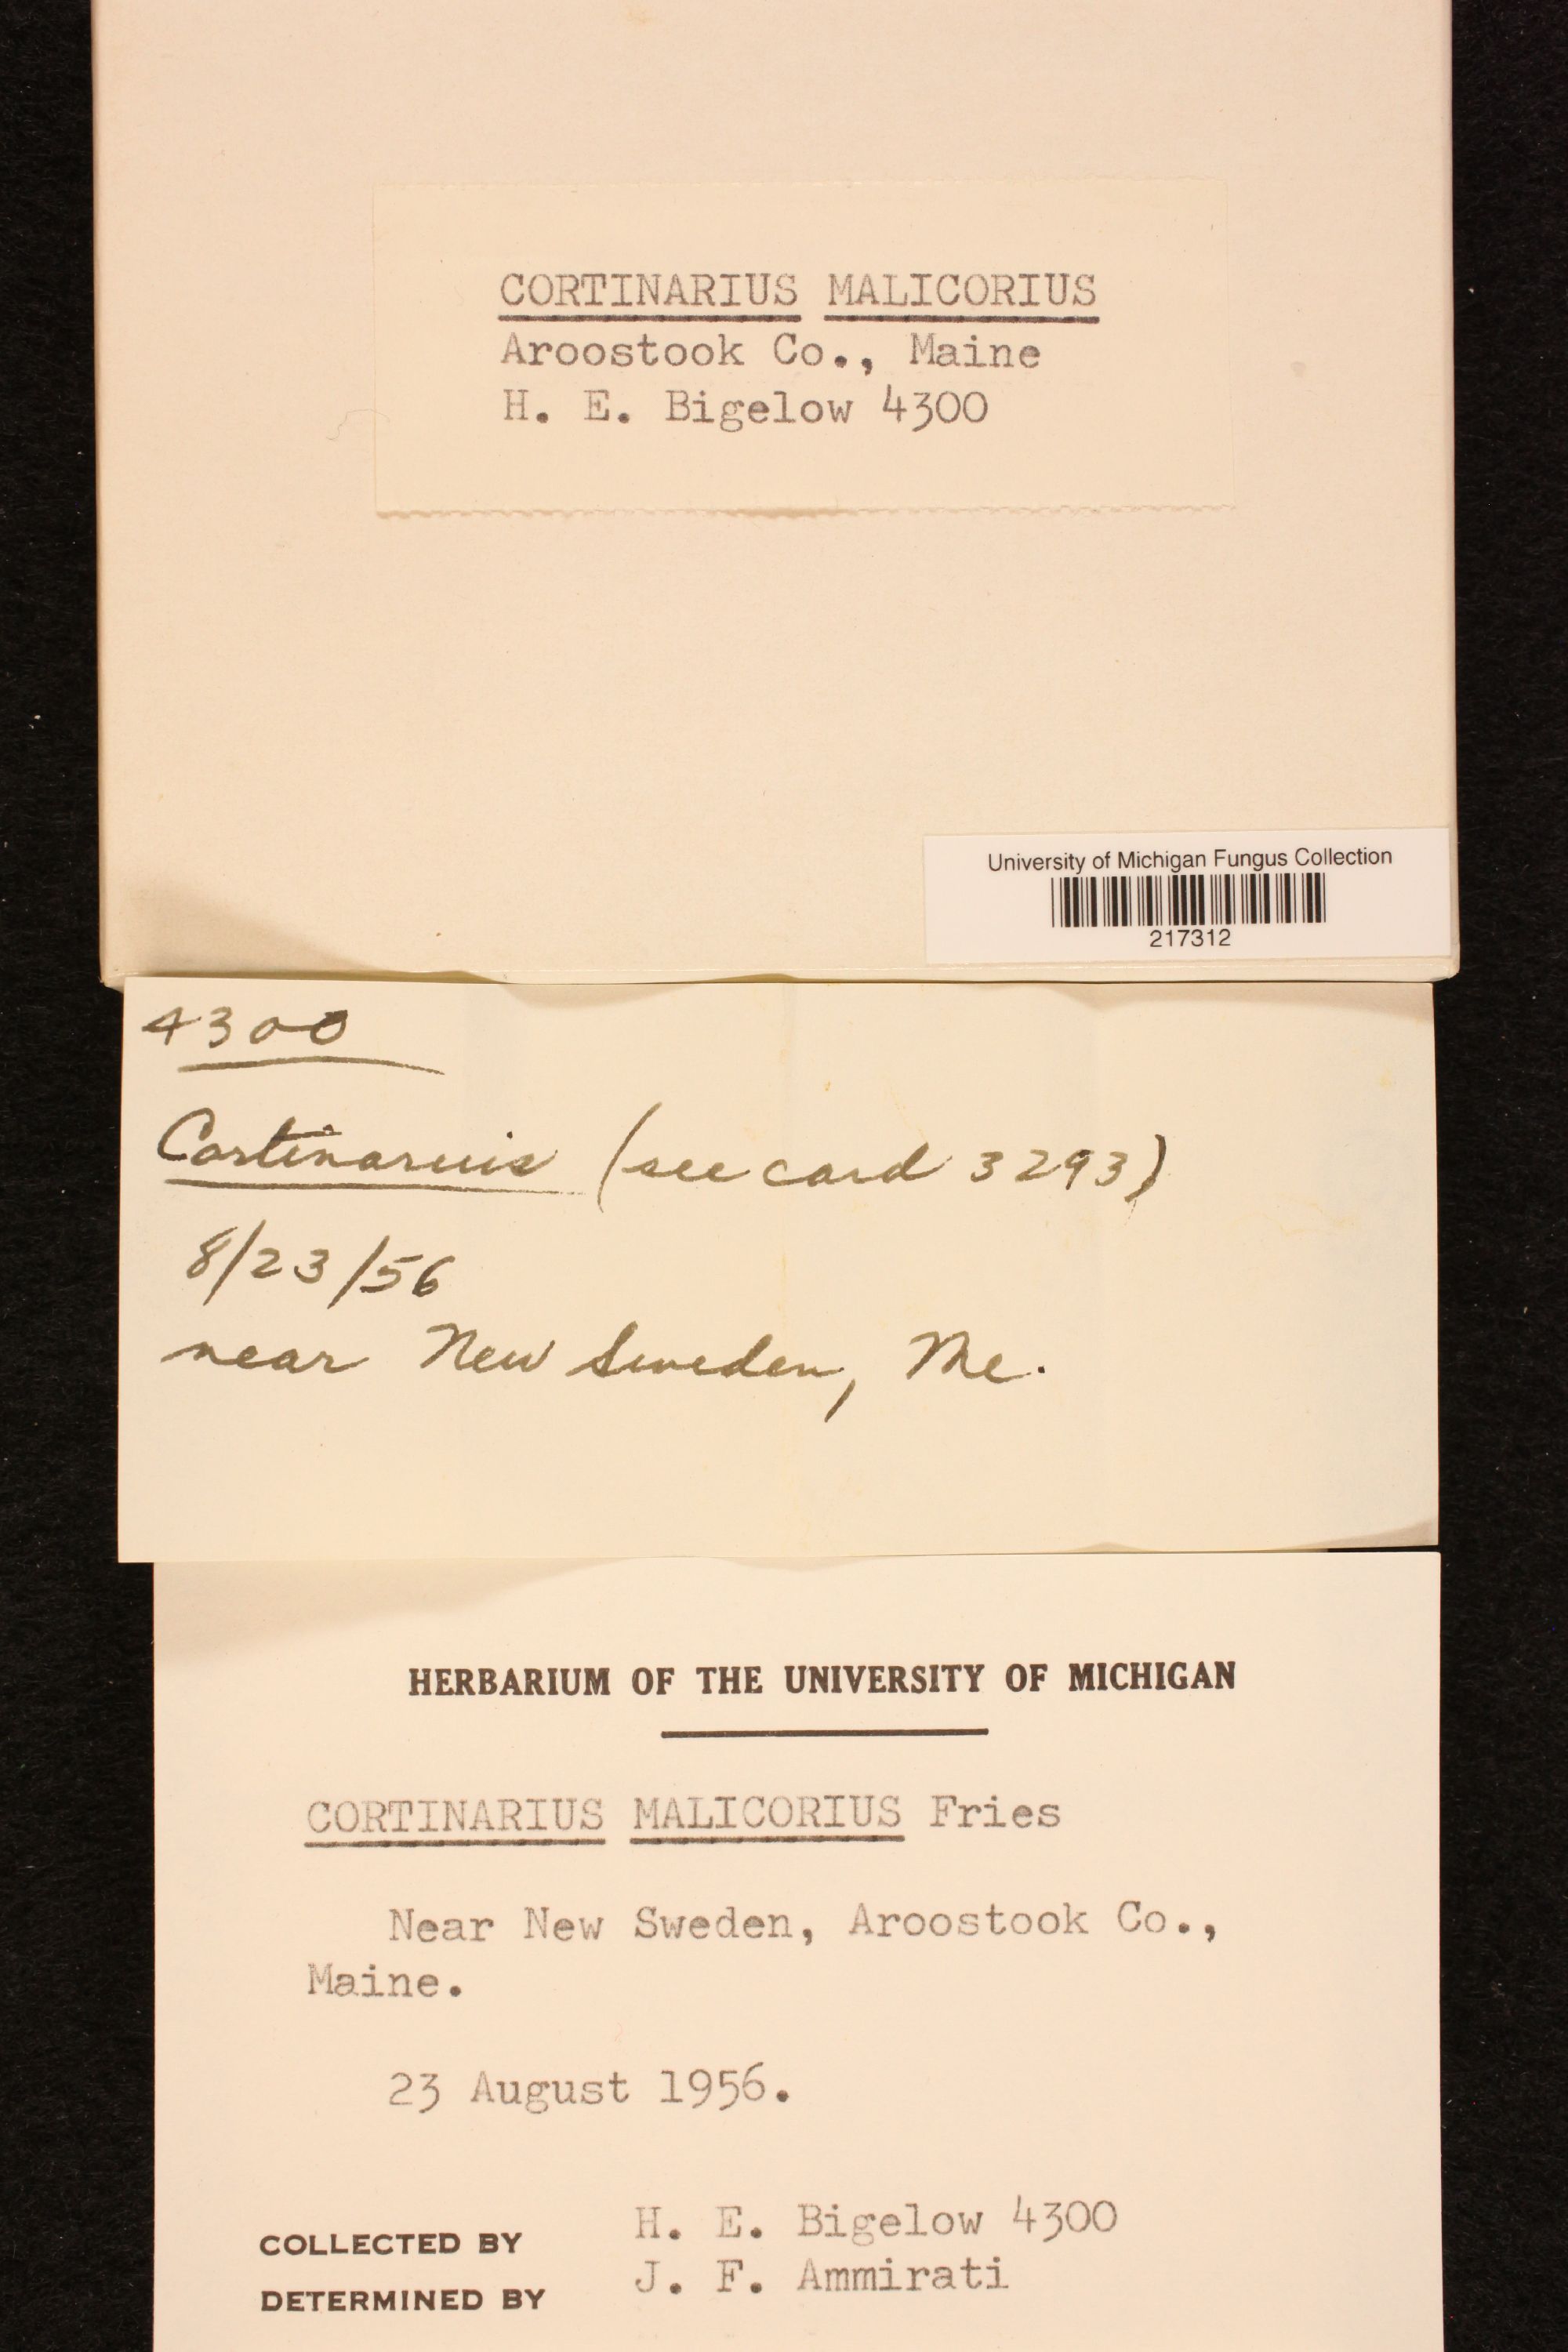 CORTINARIUS MALICORIUS
Aroostook Co., Maine
H. E. Bigelow 4300
University of Michigan Fungus Collection
217312
4300
Cortinarius (see card 3293)
8/23/56
near New Sweden, Me.
HERBARIUM OF THE UNIVERSITY OF MICHIGAN
CORTINARIUS MALICORIUS Fries
Near New Sweden, Aroostook Co.,
Maine.
23 August 1956.
COLLECTED BY H. E. Bigelow 4300
DETERMINED BY J. F. Ammirati